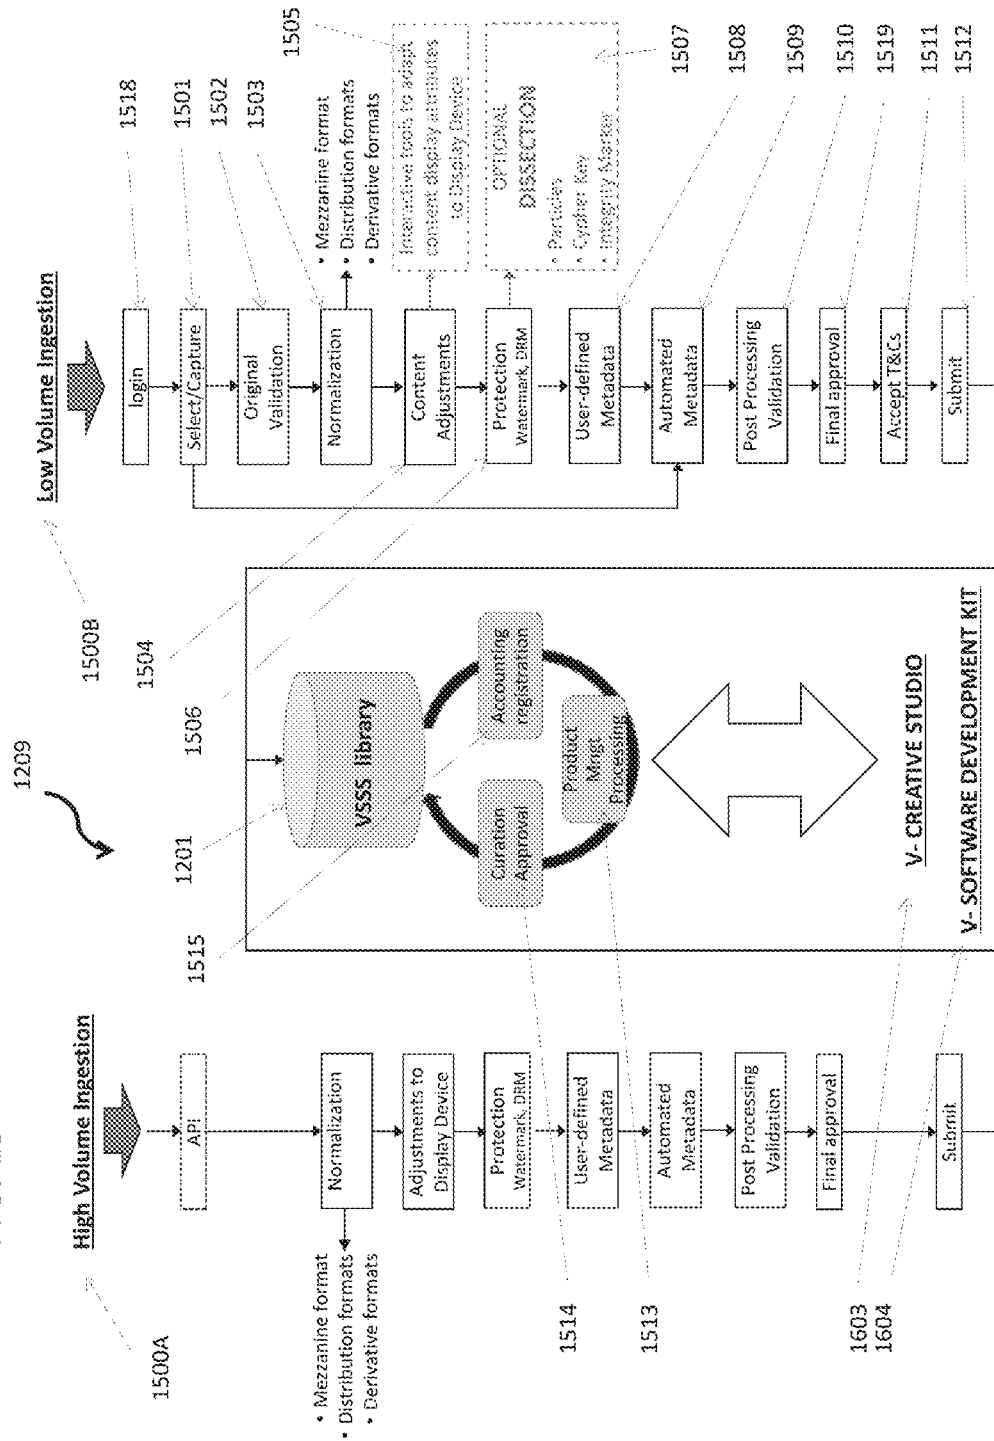 1209
High Volume Ingestion
1500A
API
Normalization
• Mezzanine format
• Distribution formats
• Derivative formats
Adjustments to
Display Device
Protection
Watermark, DRM
User-defined
Metadata
Automated
Metadata
Post Processing
Validation
Final approval
Submit
1201
1515
VSSS library
Curation
Approval
Accounting
registration
Product
Mngt
Processing
1514
1513
V- CREATIVE STUDIO
V- SOFTWARE DEVELOPMENT KIT
1603
1604
Low Volume Ingestion
1500B
1504
1506
login
Select/Capture
Original
Validation
Normalization
• Mezzanine format
• Distribution formats
• Derivative formats
Content
Adjustments
Interactive tools to adapt
content display attributes
to Display Device
Protection
Watermark, DRM
OPTIONAL
DISSECTION
• Particles
• Cypher Key
• Integrity Marker
User-defined
Metadata
Automated
Metadata
Post Processing
Validation
Final approval
Accept T&Cs
Submit
1518
1501
1502
1503
1505
1507
1508
1509
1510
1519
1511
1512